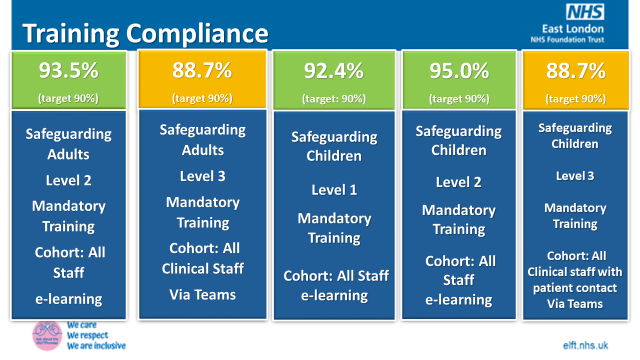 Training Compliance
NHS
East London
NHS Foundation Trust
93.5%
(target 90%)
Safeguarding
Adults
Level 2
Mandatory
Training
Cohort: All
Staff
e-learning
88.7%
(target 90%)
Safeguarding
Adults
Level 3
Mandatory
Training
Cohort: All
Clinical Staff
Via Teams
92.4%
(target: 90%)
Safeguarding
Children
Level 1
Mandatory
Training
Cohort: All Staff
e-learning
95.0%
(target 90%)
Safeguarding
Children
Level 2
Mandatory
Training
Cohort: All
Staff
e-learning
88.7%
(target 90%)
Safeguarding
Children
Level 3
Mandatory
Training
Cohort: All
Clinical staff with
patient contact
Via Teams
We care
We respect
We are inclusive
elft.nhs.uk